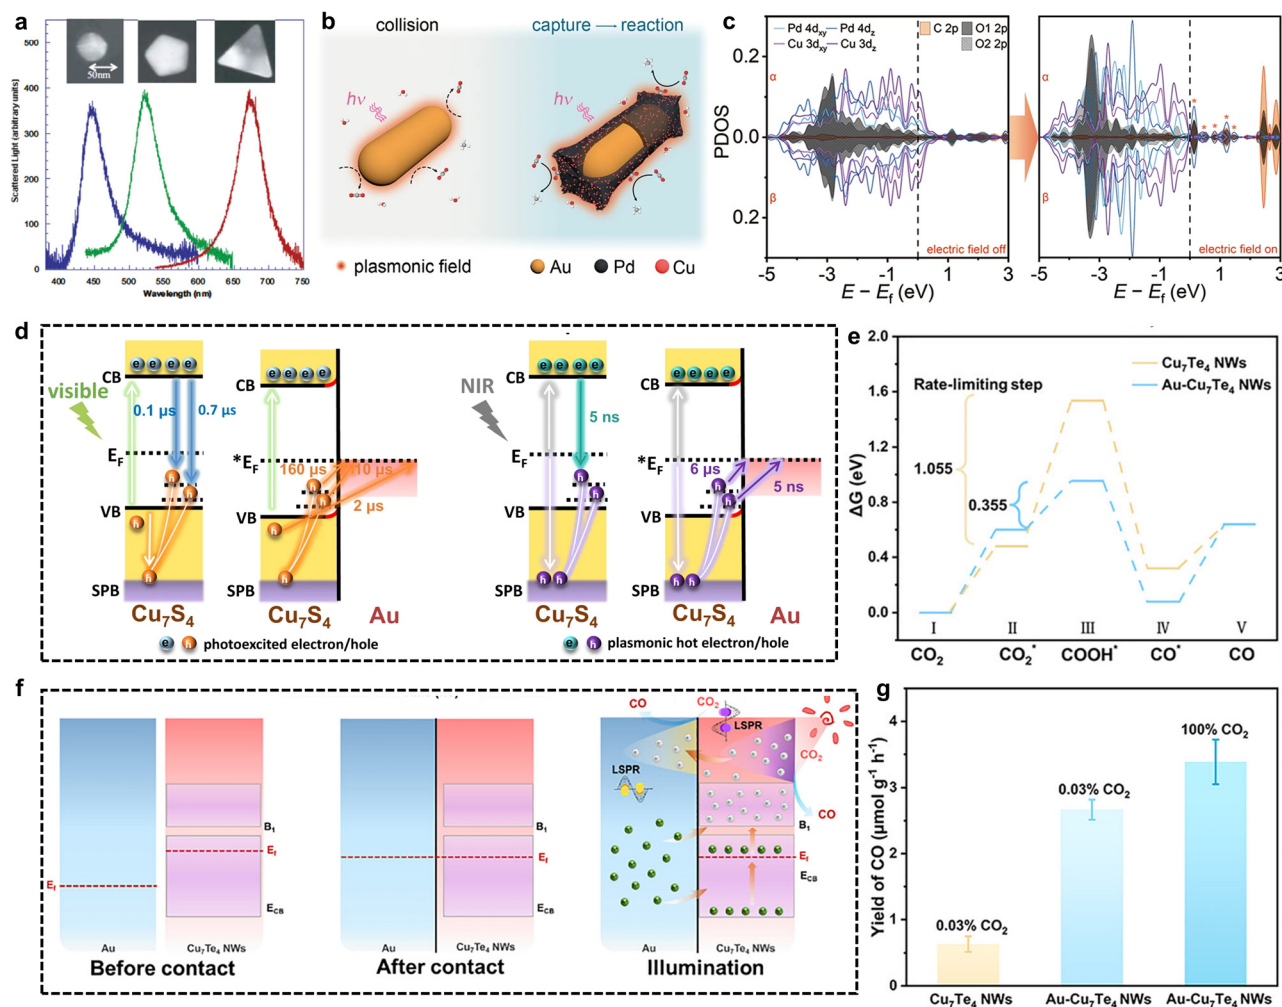 a
Scattered Light (arbitrary units)
500
400
300
200
100
0
50nm
400
450
500
550
600
650
700
750
Wavelength (nm)
b
collision
capture → reaction
hν
hν
plasmonic field
Au
Pd
Cu
c
Pd 4dxy
Pd 4dz
Cu 3dxy
Cu 3dz
C 2p
O1 2p
O2 2p
PDOS
0.2
0.0
0.2
α
β
electric field off
-5
-3
-1
1
3
E − Ef (eV)
α
β
electric field on
-5
-3
-1
1
3
E − Ef (eV)
d
visible
CB
EF
VB
SPB
0.1 μs
0.7 μs
Cu7S4
CB
*EF
VB
SPB
160 μs
110 μs
2 μs
Cu7S4
Au
NIR
CB
EF
VB
SPB
5 ns
Cu7S4
CB
*EF
VB
SPB
6 μs
5 ns
Cu7S4
Au
e
h
photoexcited electron/hole
e
h
plasmonic hot electron/hole
e
ΔG (eV)
2.0
1.6
1.2
0.8
0.4
0.0
Cu7Te4 NWs
Au-Cu7Te4 NWs
Rate-limiting step
1.055
0.3555
I
II
III
IV
V
CO2
CO2*
COOH*
CO*
CO
f
Ef
Au
B1
Ef
ECB
Cu7Te4 NWs
Before contact
Au
B1
Ef
ECB
Cu7Te4 NWs
After contact
CO
CO2
LSPR
LSPR
CO2
CO
B1
Ef
ECB
Au
Cu7Te4 NWs
Illumination
g
Yield of CO (μmol g-1 h-1)
4
3
2
1
0
0.03% CO2
0.03% CO2
100% CO2
Cu7Te4 NWs
Au-Cu7Te4 NWs
Au-Cu7Te4 NWs